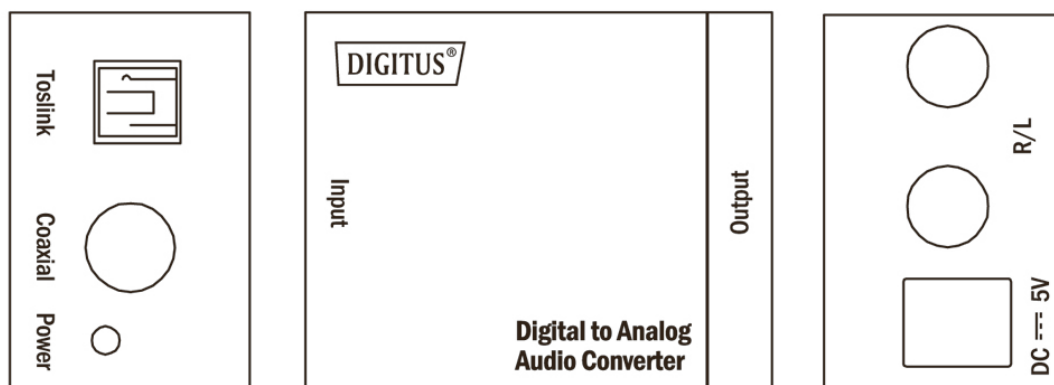 Toslink
Coaxial
Power
DIGITUS®
Input
Digital to Analog
Audio Converter
Output
R/L
DC ⎓ 5V